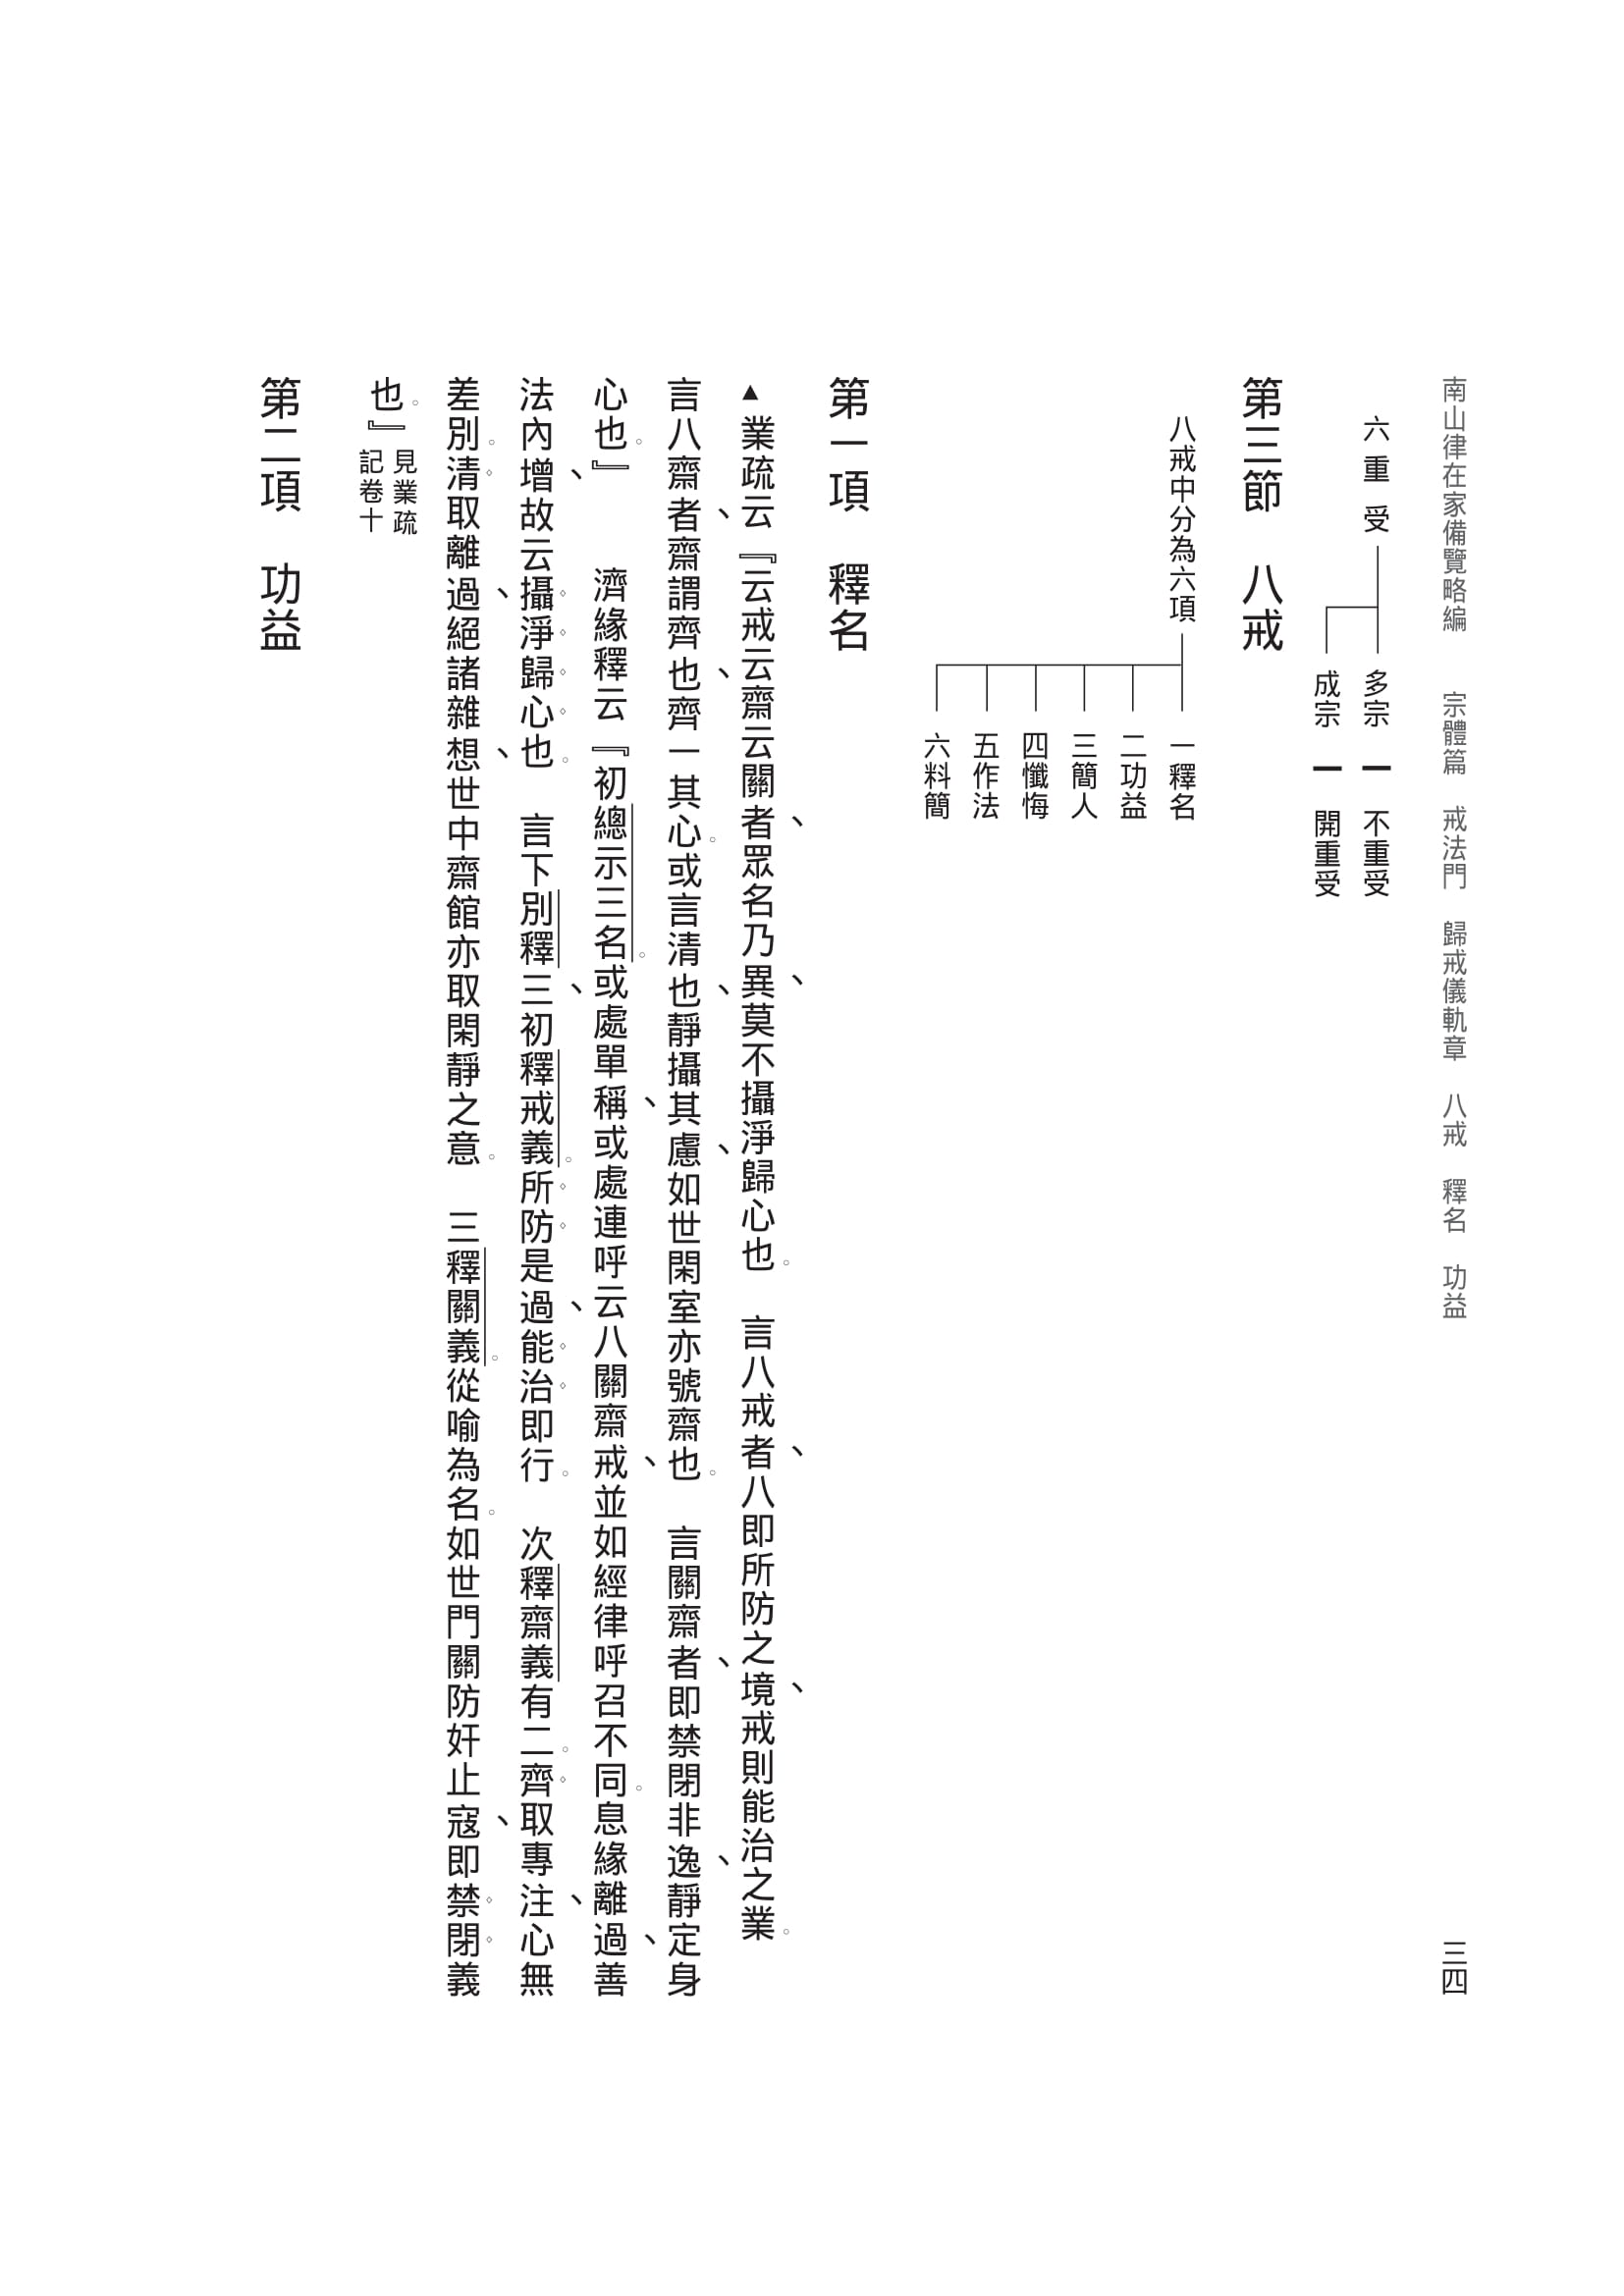 南山律在家備覽略編　宗體篇　戒法門　歸戒儀軌章　八戒　釋名　功益
三四
六重受
多宗　━　不重受
成宗　━　開重受
第三節　八戒
八戒中分為六項
一釋名
二功益
三簡人
四懺悔
五作法
六料簡
第一項　釋名
▲業疏云『云戒云齋云關者、眾名乃異、莫不攝淨歸心也。　言八戒者、八即所防之境、戒則能治之業。
言八齋者、齋謂齊也、齊一其心。或言清也、靜攝其慮、如世閑室亦號齋也。　言關齋者、即禁閉非逸、靜定身
心也。』　　濟緣釋云『初總示三名。或處單稱、或處連呼云八關齋戒、並如經律呼召不同。息緣離過、善
法內增、故云攝淨歸心也。　言下別釋三、初釋戒義。所防是過、能治即行。　次釋齋義有二。齊取專注、心無
差別。清取離過、絕諸雜想、世中齋館亦取閑靜之意。　三釋關義。從喻為名。如世門關防奸止寇、即禁閉義
也。』見業疏
記卷十
第二項　功益